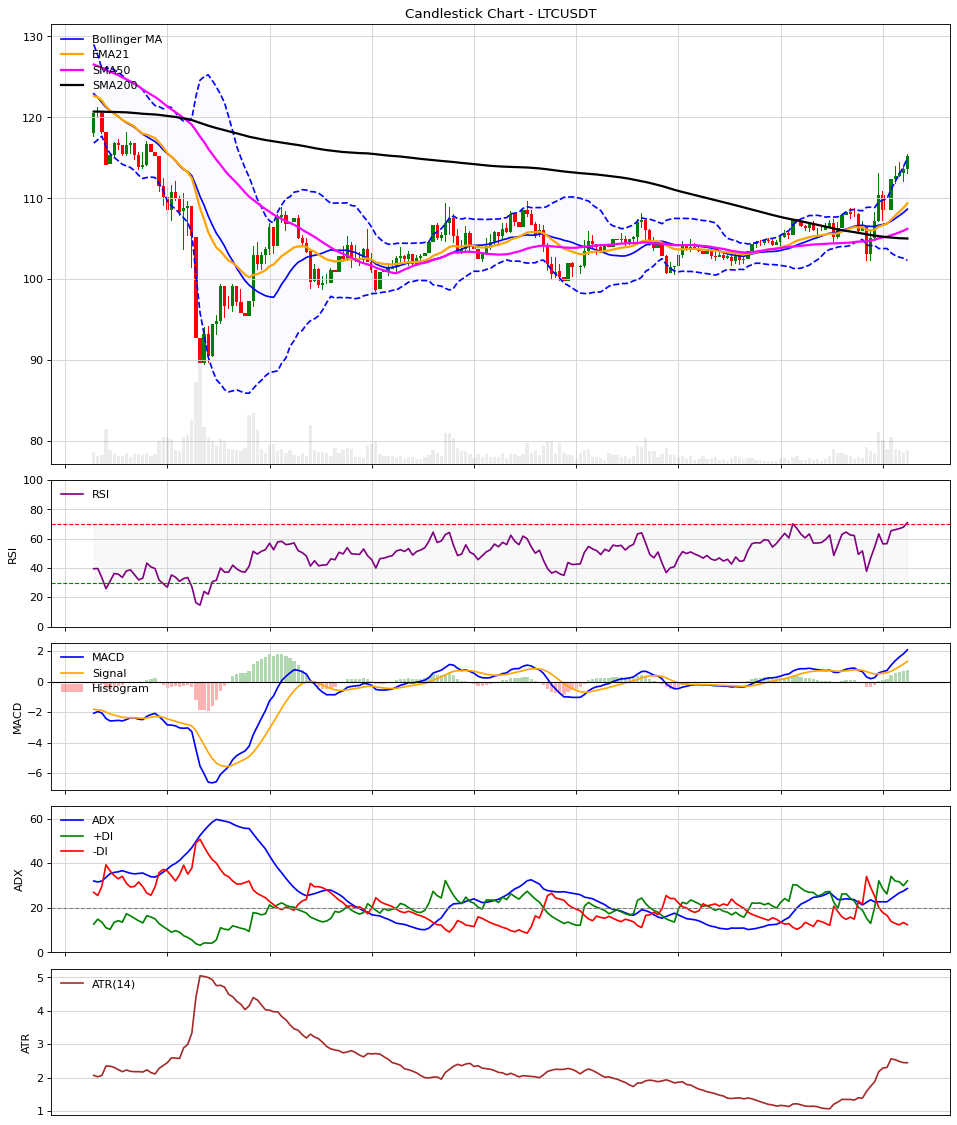 Candlestick Chart - LTCUSDT
130
120
110
100
90
80
Bollinger MA
EMA21
SMA50
SMA200
100
80
60
40
20
0
RSI
RSI
2
0
−2
−4
−6
MACD
MACD
Signal
Histogram
60
40
20
0
ADX
ADX
+DI
-DI
5
4
3
2
1
ATR
ATR(14)